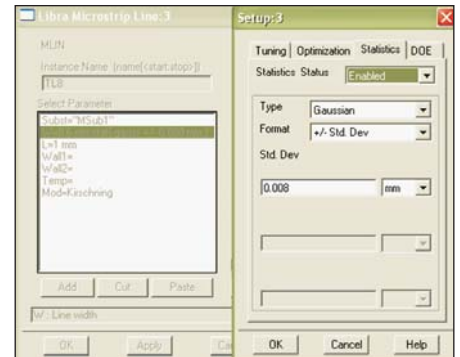 Libra Microstrip Line:3
MLIN
Instance Name (name[<start:stop>])
TL8
Select Parameter
Subst="MSub1"
L=1 mm
Wall1=
Wall2=
Temp=
Mod=Kirschning
Add Cut Paste
W : Line width
OK Apply
Setup:3
Tuning Optimization Statistics DOE
Statistics Status Enabled
Type Gaussian
Format +/- Std. Dev
Std. Dev
0.008 mm
OK Cancel Help